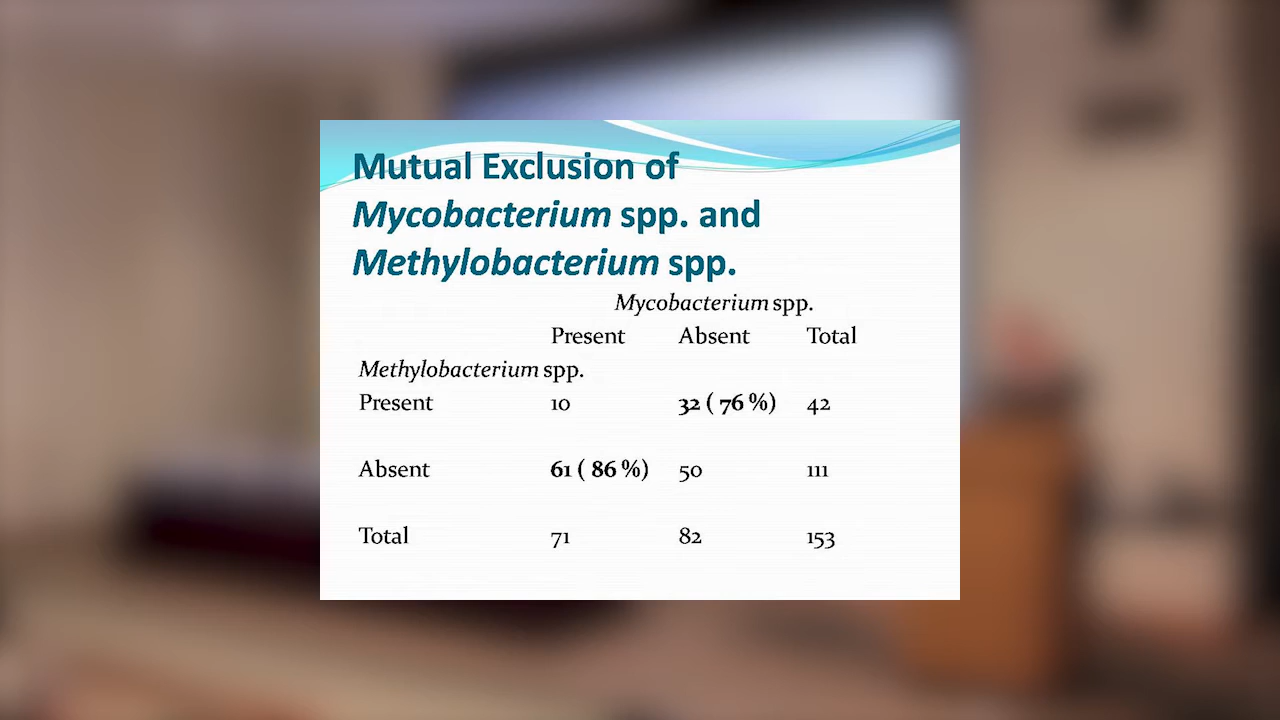 Mutual Exclusion of
Mycobacterium spp. and
Methylobacterium spp.
Mycobacterium spp.
Present Absent Total
Methylobacterium spp.
Present 10 32 ( 76 %) 42
Absent 61 ( 86 %) 50 111
Total 71 82 153